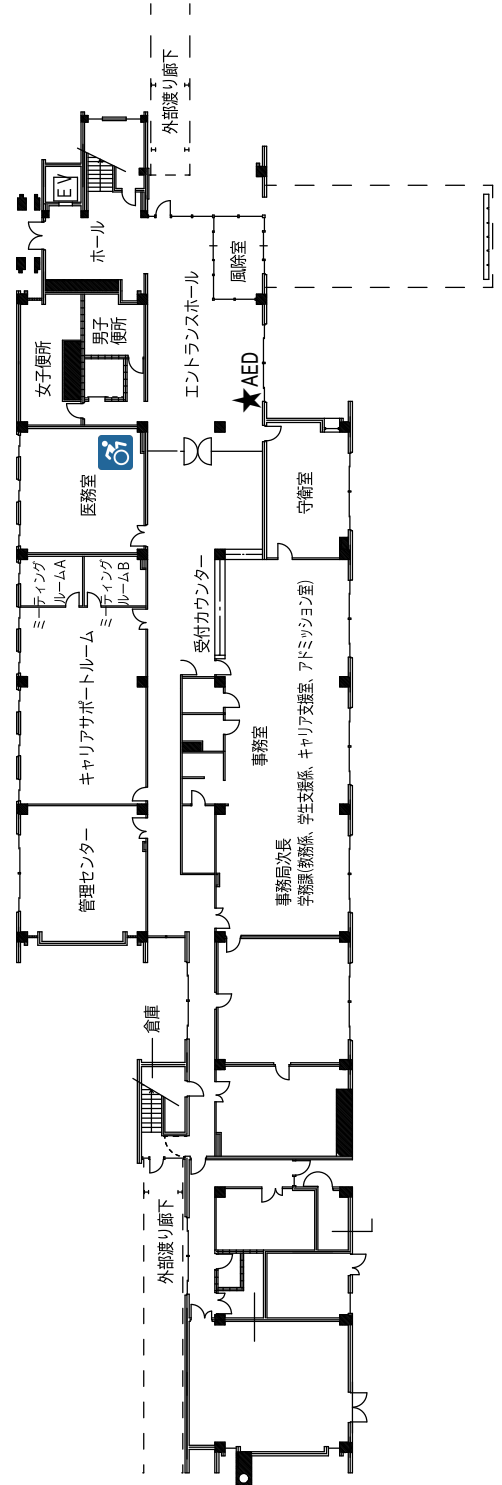 外部渡り廊下
EV
ホール
風除室
エントランスホール
男子
便所
女子便所
AED
医務室
守衛室
ミーティング
ルームA
ミーティング
ルームB
受付カウンター
キャリアサポートルーム
事務室
事務局次長
学務課(教務係、学生支援係、キャリア支援室、アドミッション室)
管理センター
倉庫
外部渡り廊下